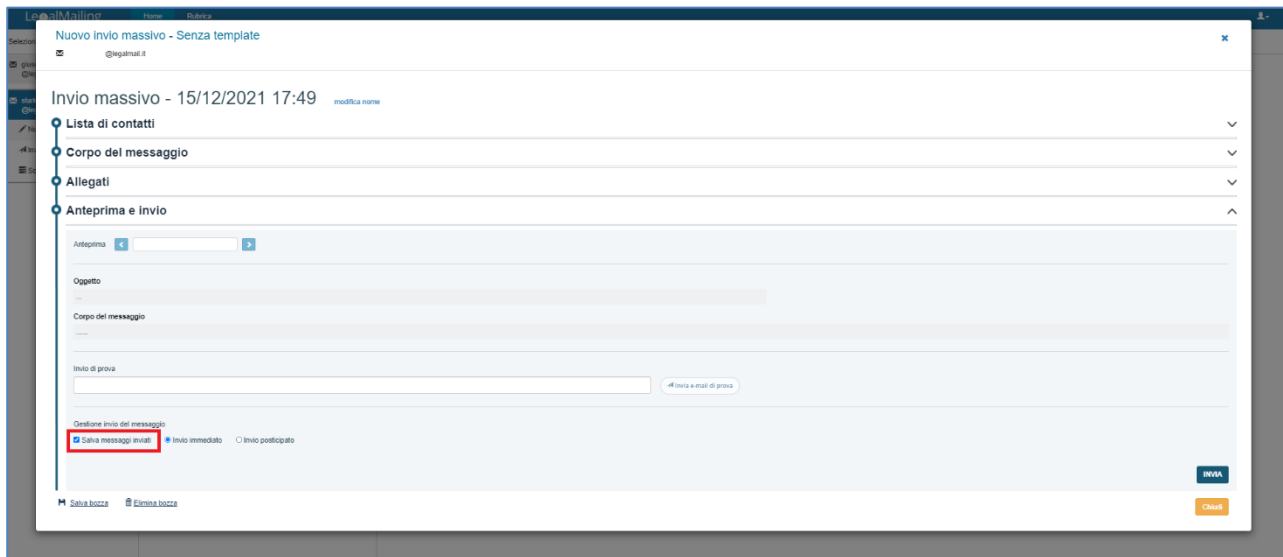 LegalMailing Home Rubrica
Nuovo invio massivo - Senza template
@legalmail.it
Invio massivo - 15/12/2021 17:49 modifica nome
Lista di contatti
Corpo del messaggio
Allegati
Anteprima e invio
Anteprima
Oggetto
...
Corpo del messaggio
Invio di prova
Invia e-mail di prova
Gestione invio del messaggio
Salva messaggi inviati Invio immediato Invio posticipato
INVIA
Salva bozza Elimina bozza
Chiudi